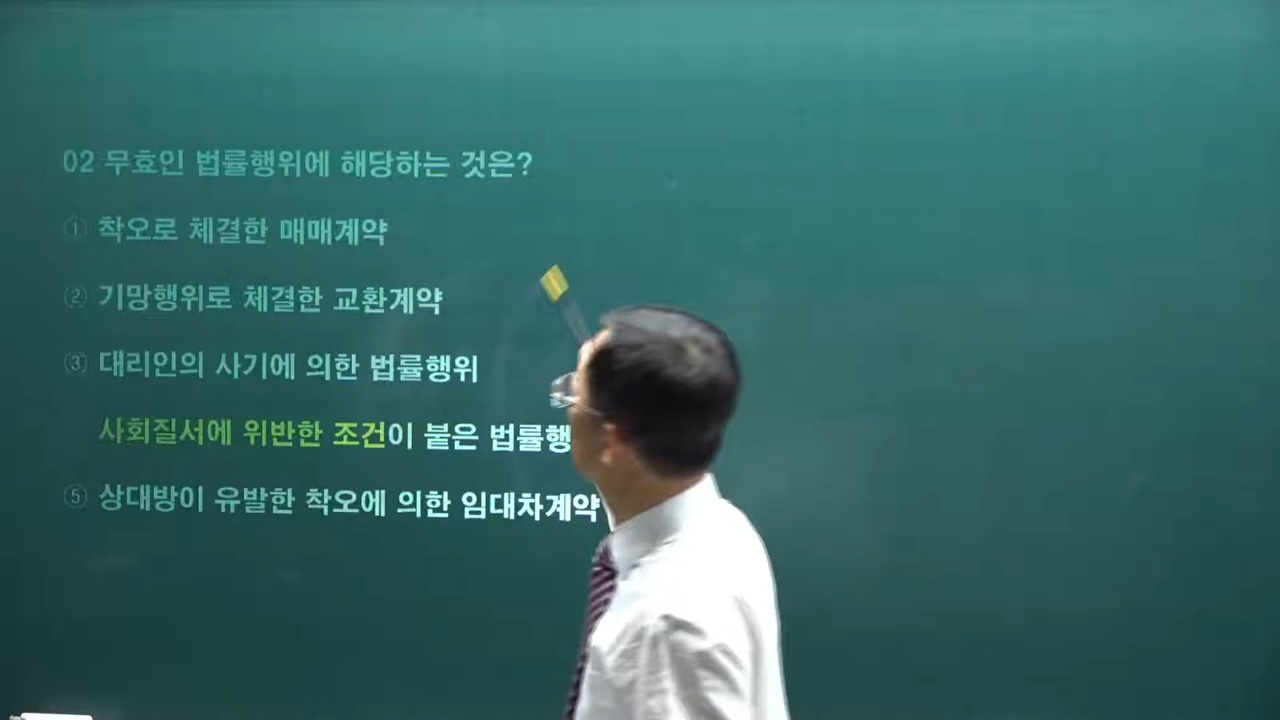 02 무효인 법률행위에 해당하는 것은?
① 착오로 체결한 매매계약
② 기망행위로 체결한 교환계약
③ 대리인의 사기에 의한 법률행위
사회질서에 위반한 조건이 붙은 법률행
⑤ 상대방이 유발한 착오에 의한 임대차계약